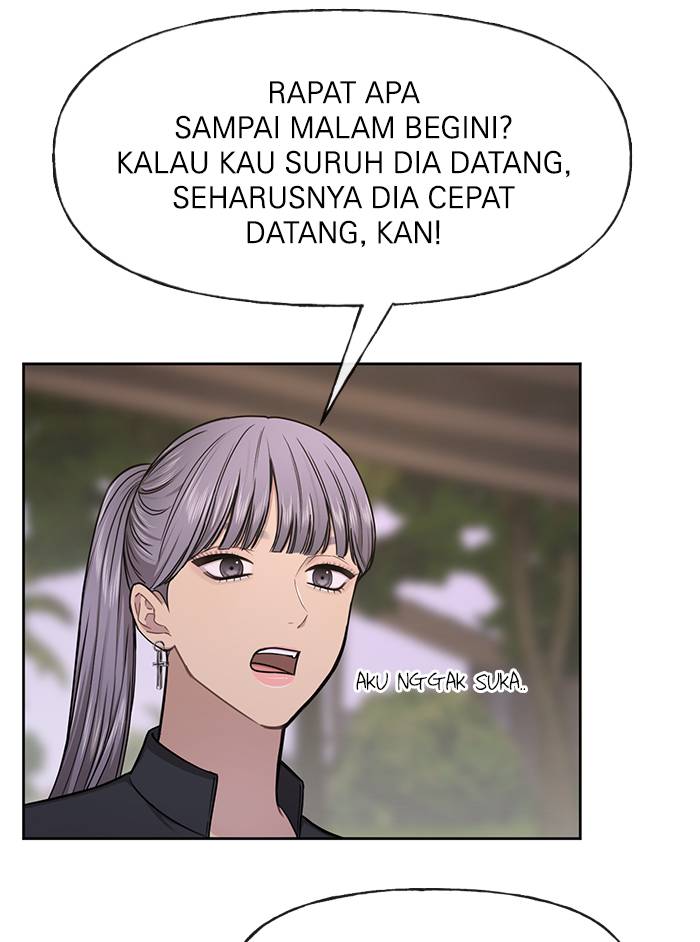 RAPAT APA
SAMPAI MALAM BEGINI?
KALAU KAU SURUH DIA DATANG,
SEHARUSNYA DIA CEPAT
DATANG, KAN!
AKU NGGAK SUKA..